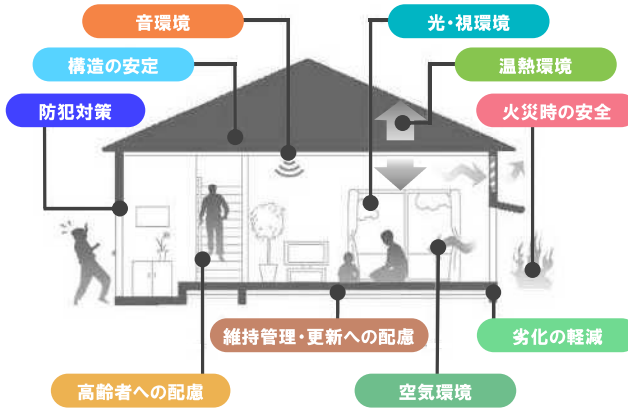 音環境
光・視環境
構造の安定
温熱環境
防犯対策
火災時の安全
維持管理・更新への配慮
劣化の軽減
高齢者への配慮
空気環境